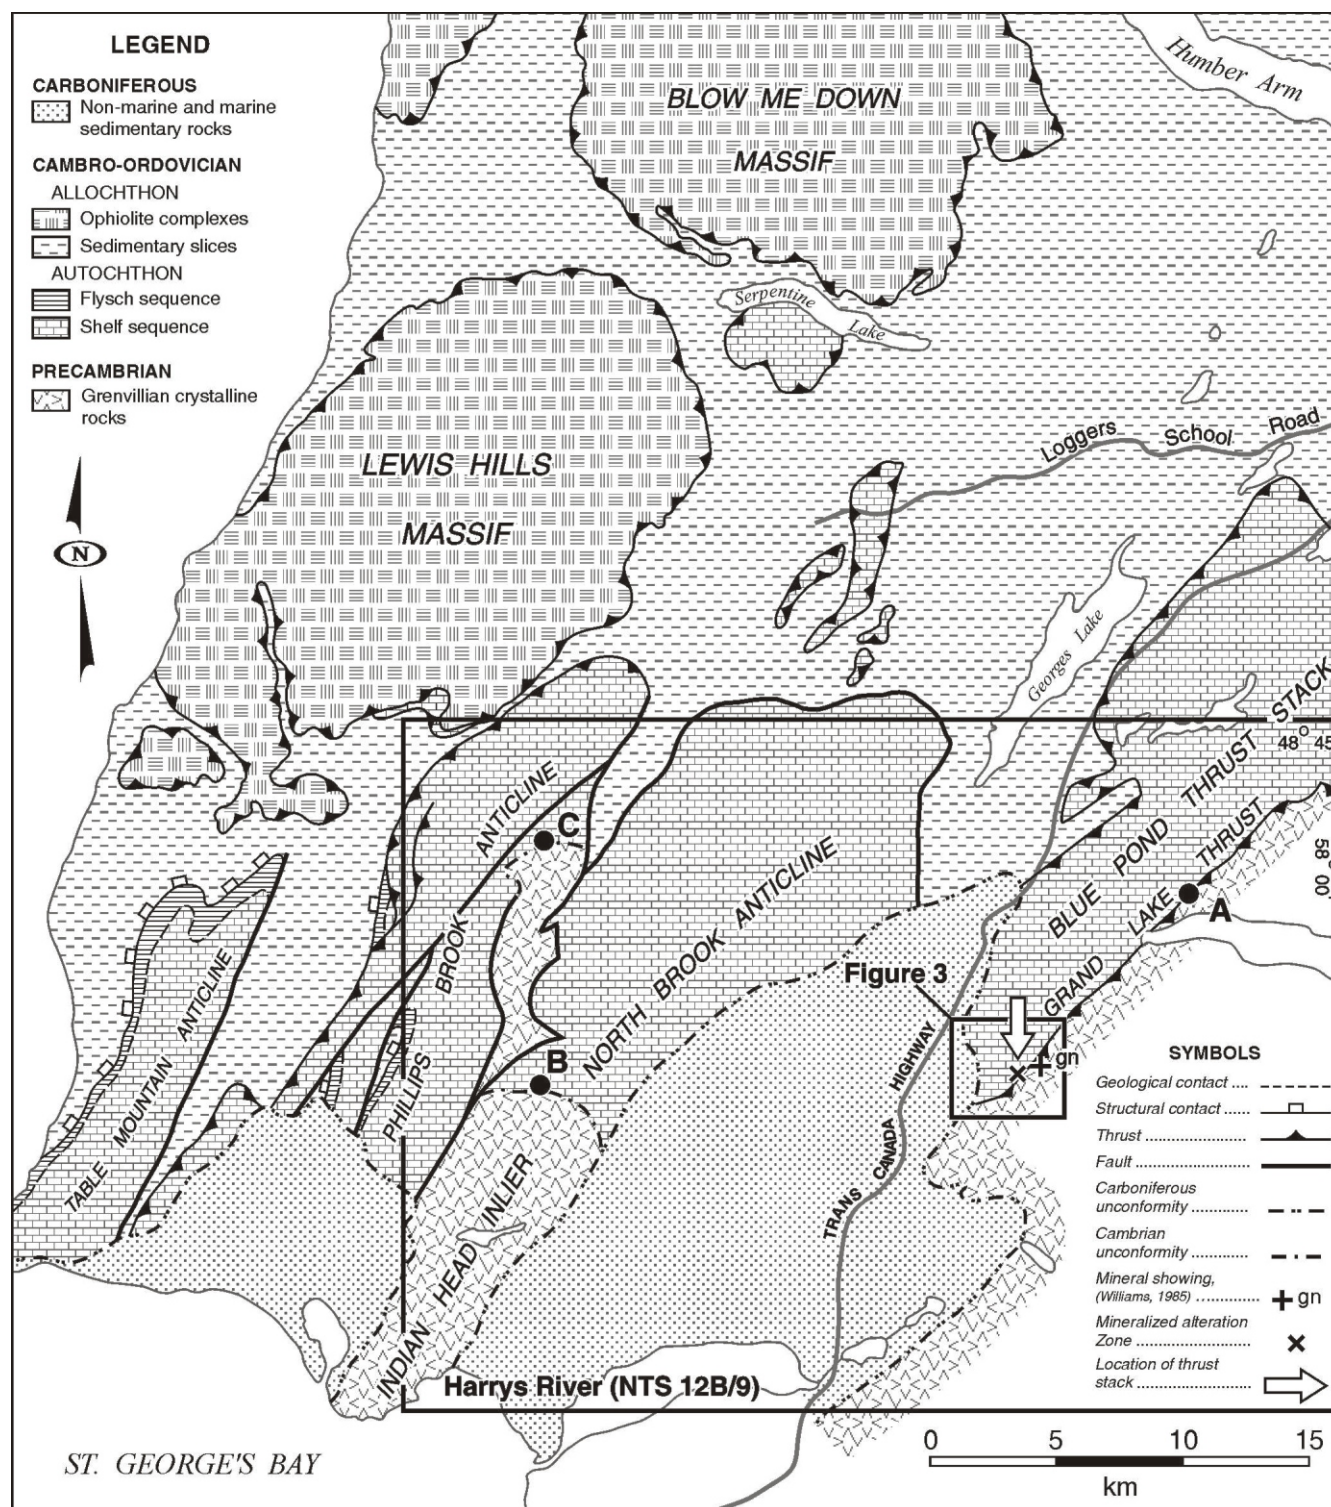 LEGEND
CARBONIFEROUS
Non-marine and marine
sedimentary rocks
CAMBRO-ORDOVICIAN
ALLOCHTHON
Ophiolite complexes
Sedimentary slices
AUTOCHTHON
Flysch sequence
Shelf sequence
PRECAMBRIAN
Grenvillian crystalline
rocks
N
Humber Arm
BLOW ME DOWN
MASSIF
Serpentine
Lake
LEWIS HILLS
MASSIF
Loggers School Road
Georges Lake
BLUE POND THRUST STACK
48° 45
58° 00'
GRAND LAKE THRUST
A
PHILLIPS BROOK ANTICLINE
C
NORTH BROOK ANTICLINE
B
TABLE MOUNTAIN ANTICLINE
INDIAN HEAD INLIER
Figure 3
gn
TRANS CANADA HIGHWAY
Harrys River (NTS 12B/9)
ST. GEORGE'S BAY
SYMBOLS
Geological contact ....
Structural contact ......
Thrust ........................
Fault ..........................
Carboniferous
unconformity .............
Cambrian
unconformity .............
Mineral showing,
(Williams, 1985) ............. gn
Mineralized alteration
Zone ..........................
Location of thrust
stack ..........................
0 5 10 15
km